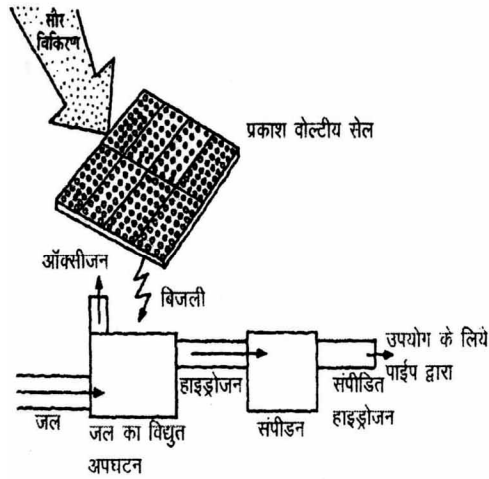 सौर
विकिरण
प्रकाश वोल्टीय सेल
ऑक्सीजन
बिजली
उपयोग के लिये
पाईप द्वारा
हाइड्रोजन
संपीडित
हाइड्रोजन
जल
जल का विद्युत
अपघटन
संपीडन